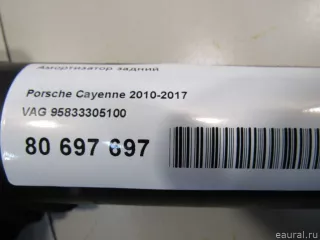 Амортизатор задний
Porsche Cayenne 2010-2017
VAG 95833305100
80 697 697
eaural.ru